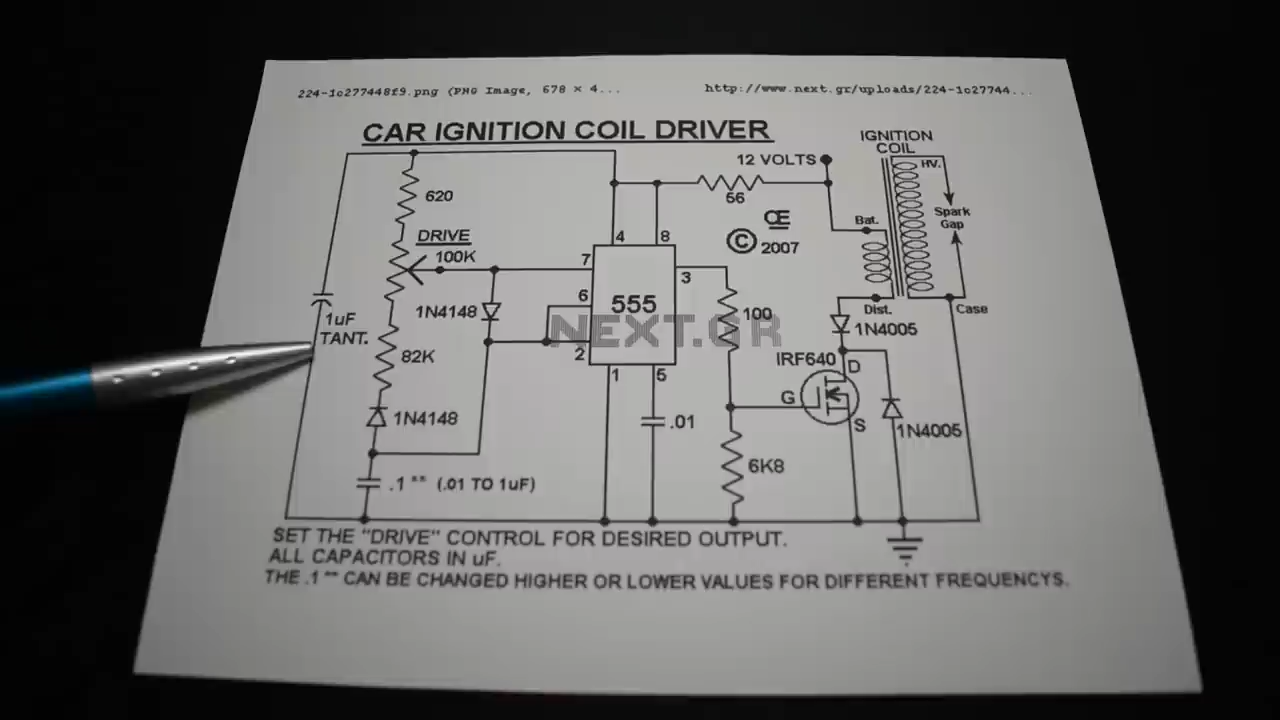 224-1c277448f9.png (PNG Image, 678 × 4...
http://www.next.gr/uploads/224-1c27744...
CAR IGNITION COIL DRIVER
IGNITION
COIL
HV.
12 VOLTS
620
56
Spark
Gap
Bat.
CE
© 2007
DRIVE
100K
4
8
7
3
6
555
1N4148
1uF
TANT.
NEXT.GR
100
Dist.
Case
1N4005
2
82K
IRF640
D
1
5
G
1N4148
.01
S
1N4005
6K8
.1 ** (.01 TO 1uF)
SET THE "DRIVE" CONTROL FOR DESIRED OUTPUT.
ALL CAPACITORS IN uF.
THE .1 ** CAN BE CHANGED HIGHER OR LOWER VALUES FOR DIFFERENT FREQUENCYS.